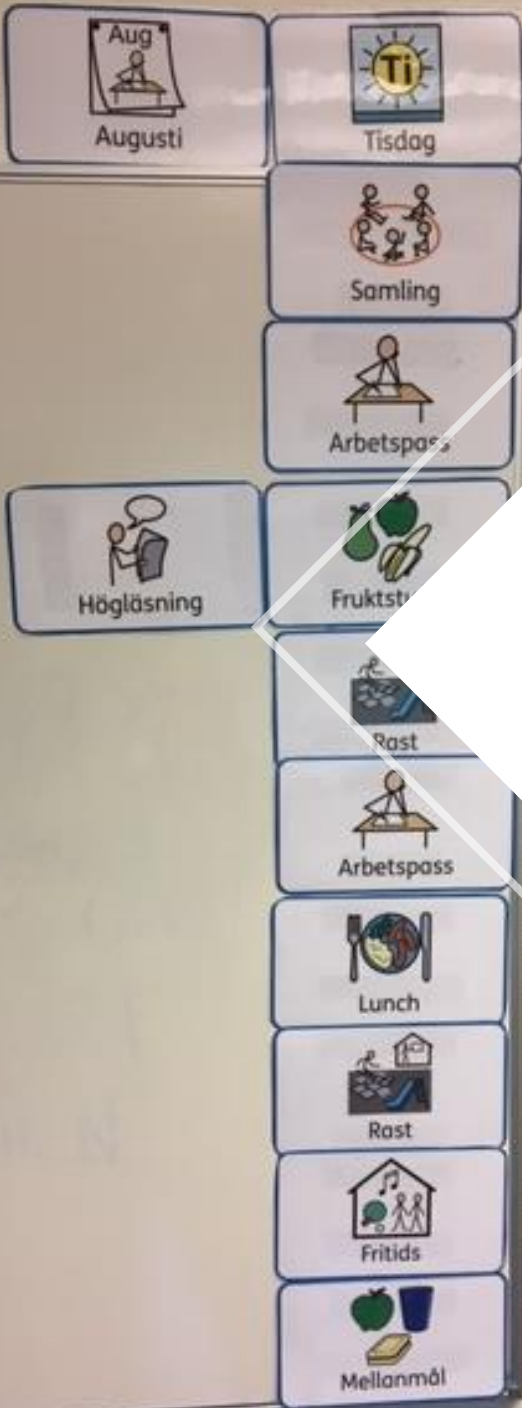 Aug
Augusti
Ti
Tisdag
Samling
Arbetspass
Högläsning
Rast
Arbetspass
Lunch
Rast
Fritids
Mellanmål